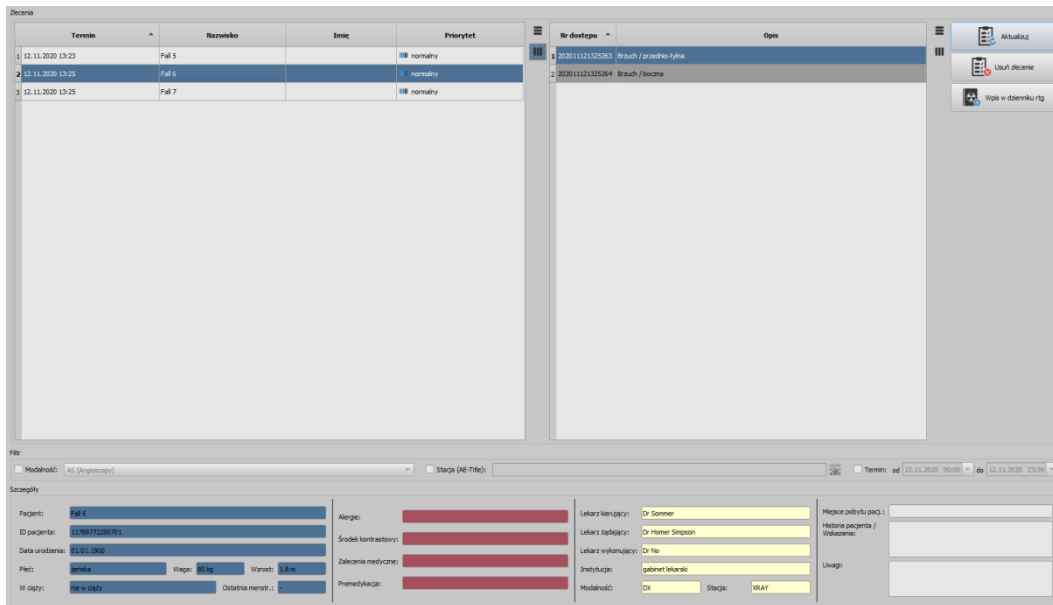 Zlecenia
Termin Nazwisko Imię Priorytet
1 12.11.2020 13:23 Fall 5 normalny
2 12.11.2020 13:25 Fall 6 normalny
3 12.11.2020 13:25 Fall 7 normalny
Nr dostępu Opis
1 202011121325263 Brzuch / przednio-tylna
2 202011121325264 Brzuch / boczna
Aktualizuj
Usuń zlecenie
Wpis w dzienniku rtg
Filtr
Modalność: AS (Angioscopy) Stacja (AE-Title): Termin: od 12.11.2020 00:00 do 12.11.2020 23:59
Szczegóły
Pacjent: Fall 6
ID pacjenta: 11788772290701
Data urodzenia: 01.01.1980
Płeć: żeńska Waga: 80 kg Wzrost: 1.8 m
W ciąży: nie w ciąży Ostatnia menstr.: -
Alergie:
Środek kontrastowy:
Zalecenia medyczne:
Premedykacja:
Lekarz kierujący: Dr Sommer
Lekarz żądający: Dr Homer Simpson
Lekarz wykonujący: Dr No
Instytucja: gabinet lekarski
Modalność: DX Stacja: XRAY
Miejsce pobytu pacj.:
Historia pacjenta /
Wskazania:
Uwagi: